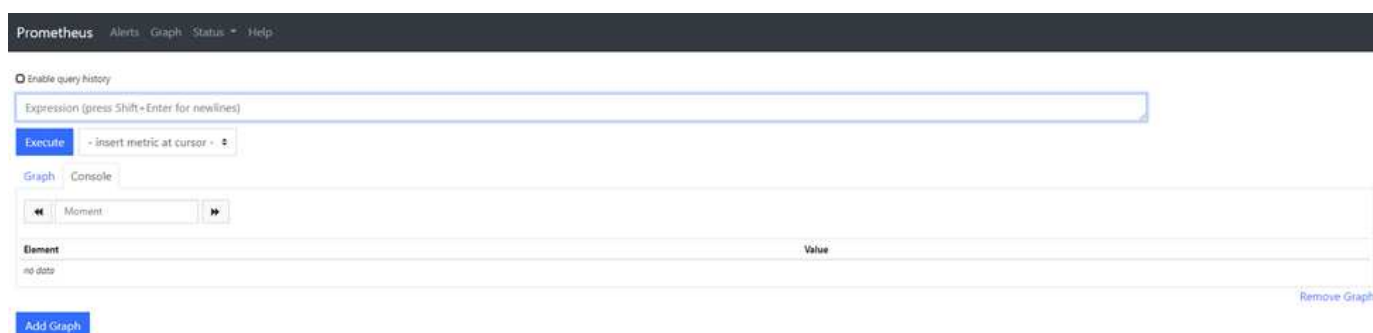 Prometheus Alerts Graph Status Help
Enable query history
Expression (press Shift+Enter for newlines)
Execute - insert metric at cursor -
Graph Console
Moment
Element Value
no data
Remove Graph
Add Graph